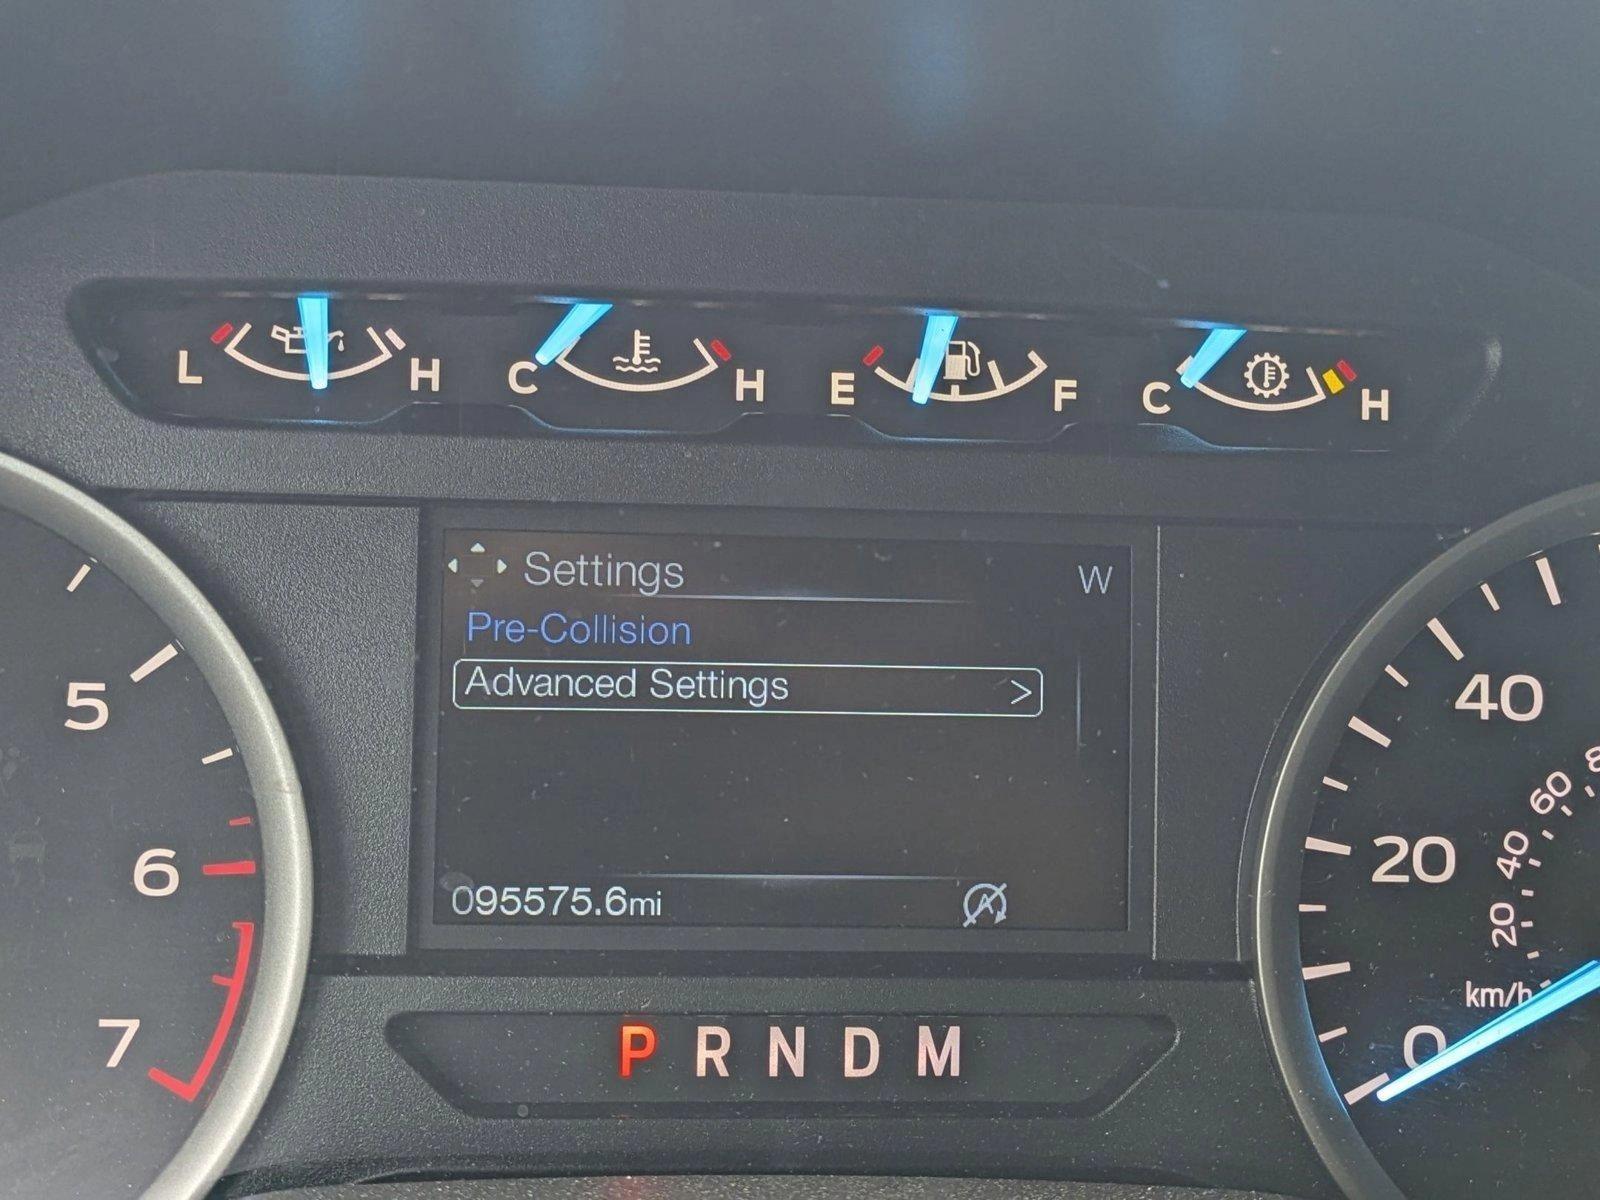 L H C H E F C H
Settings W
Pre-Collision
Advanced Settings >
095575.6mi
P R N D M
5
6
7
40
20
0
60
40
20
km/h